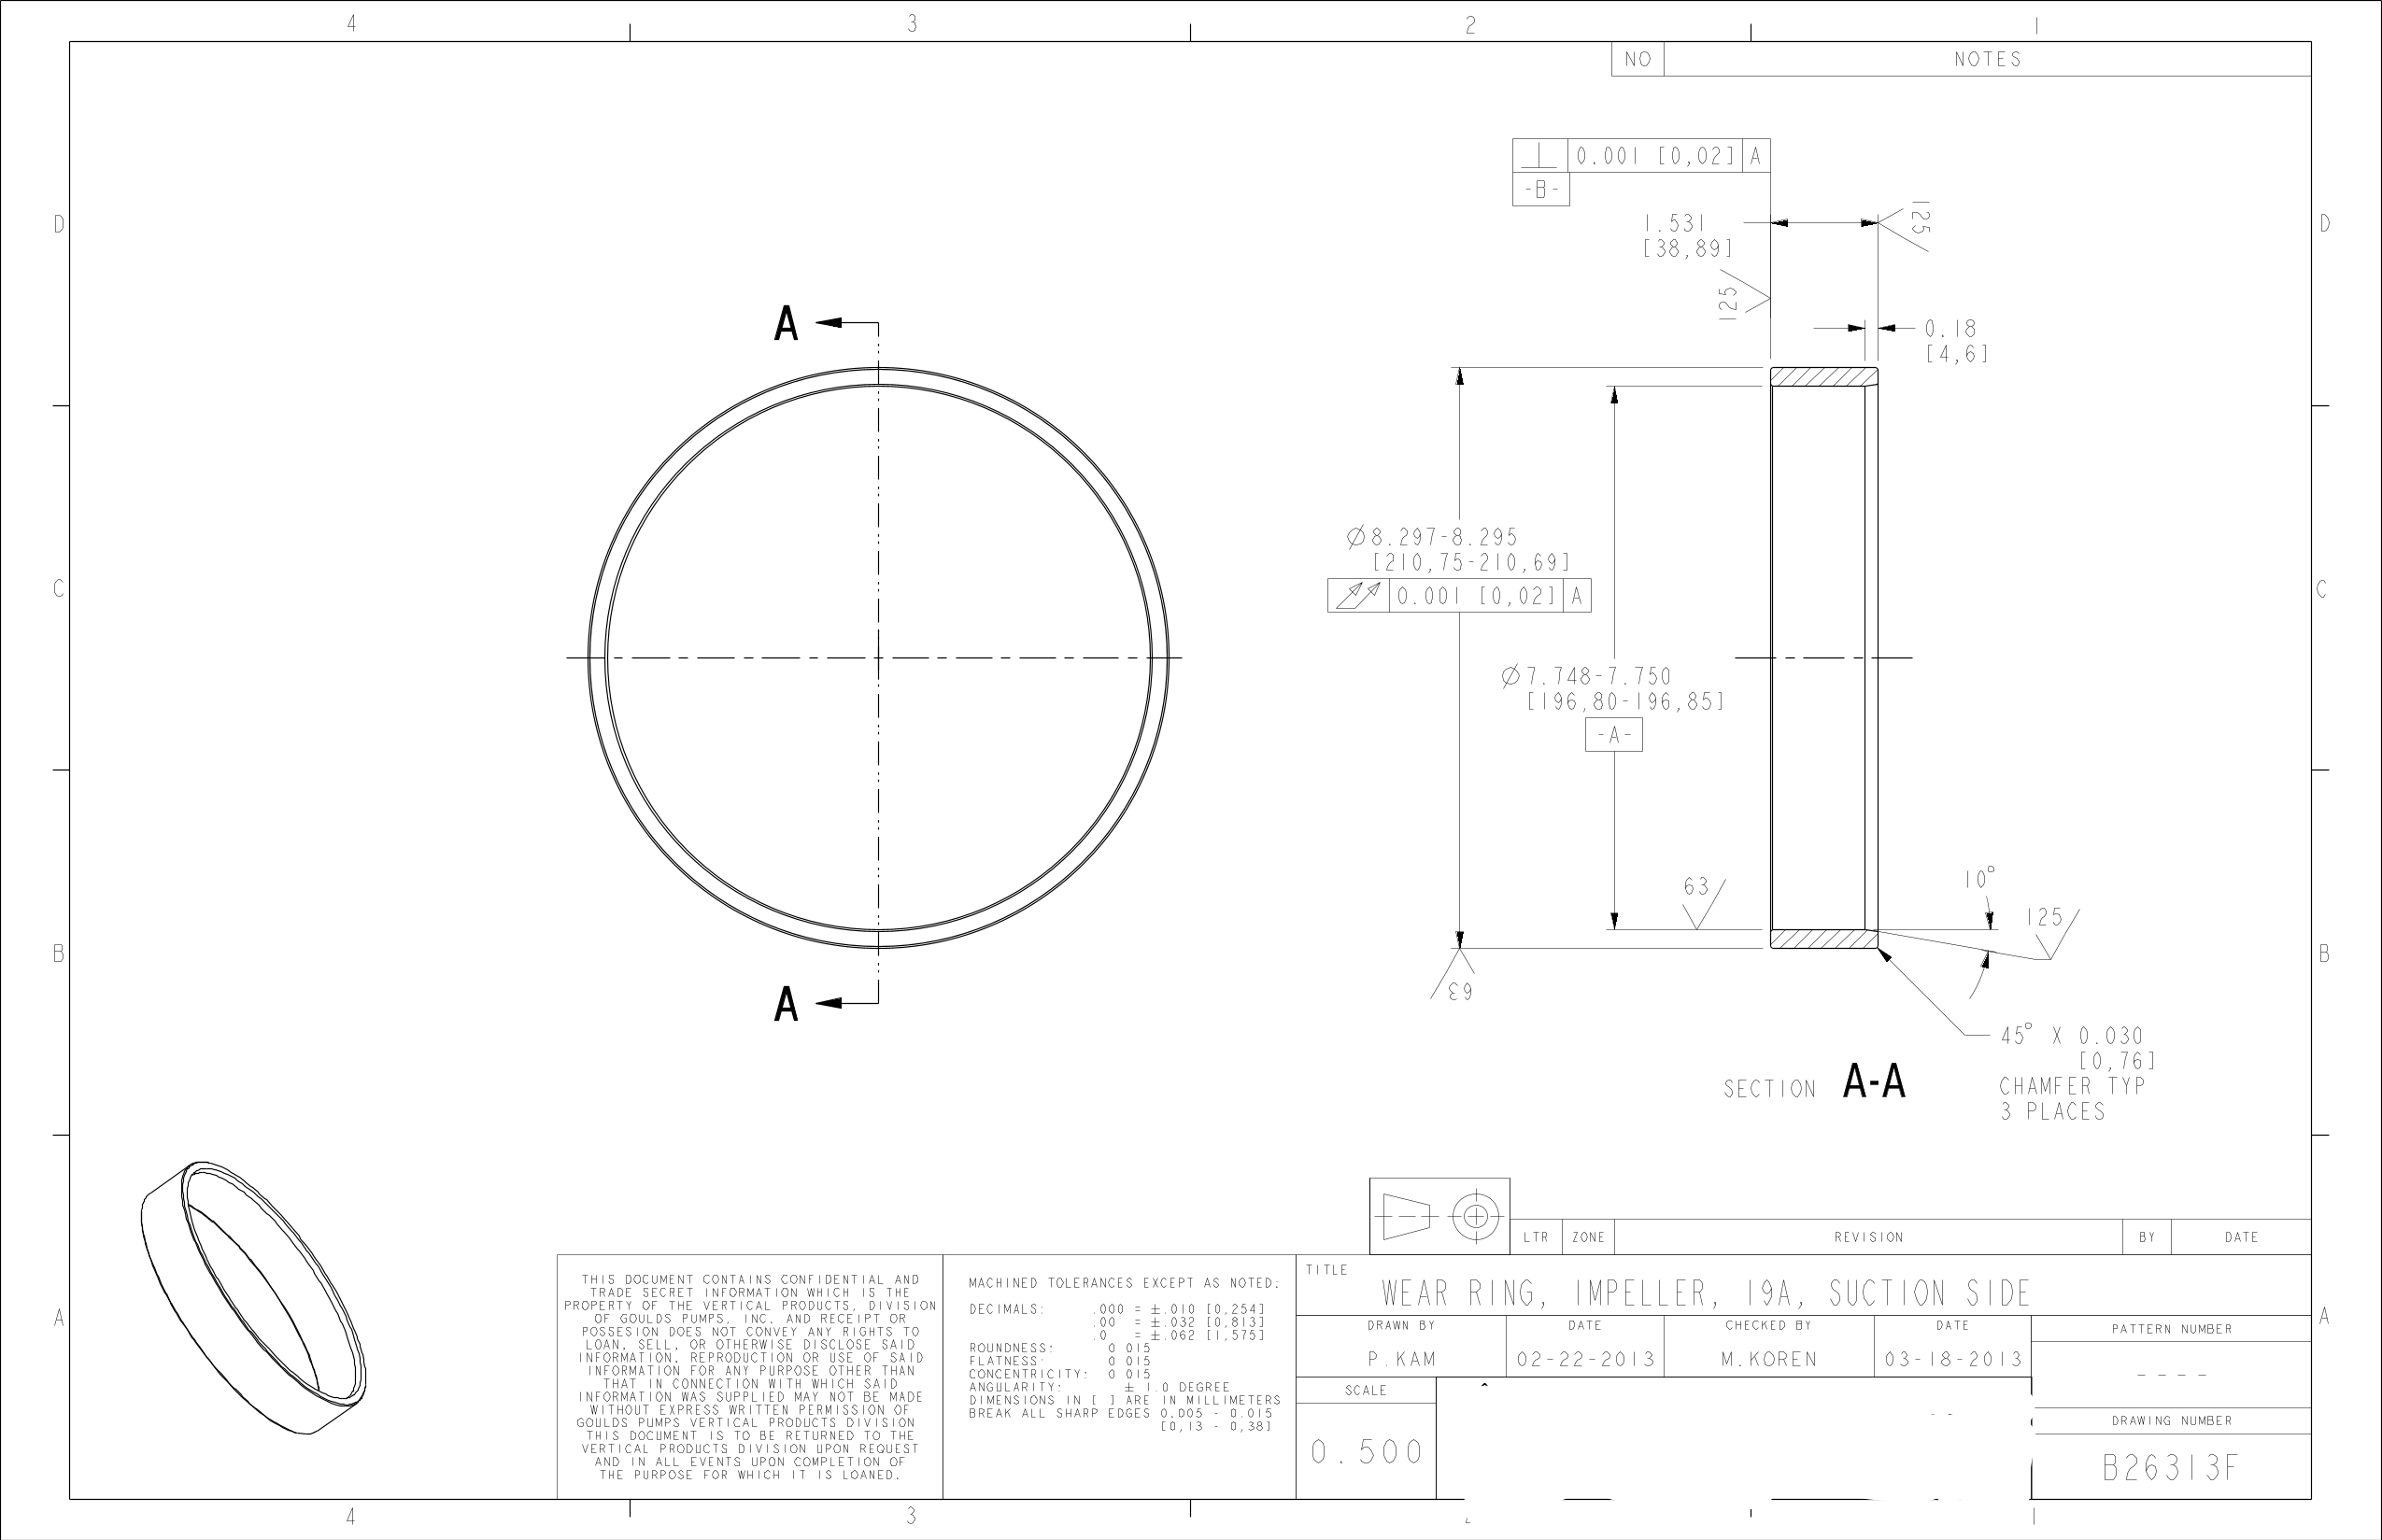 4 3 2 1
NO NOTES
D D
C C
B B
A A
0.001 [0,02] A
-B-
1.531
[38,89]
125
125
0.18
[4,6]
A
A
Ø8.297-8.295
[210,75-210,69]
0.001 [0,02] A
Ø7.748-7.750
[196,80-196,85]
-A-
63
63
10°
125
45° X 0.030
[0,76]
CHAMFER TYP
3 PLACES
SECTION A-A
LTR ZONE REVISION BY DATE
THIS DOCUMENT CONTAINS CONFIDENTIAL AND
TRADE SECRET INFORMATION WHICH IS THE
PROPERTY OF THE VERTICAL PRODUCTS, DIVISION
OF GOULDS PUMPS, INC. AND RECEIPT OR
POSSESION DOES NOT CONVEY ANY RIGHTS TO
LOAN, SELL, OR OTHERWISE DISCLOSE SAID
INFORMATION, REPRODUCTION OR USE OF SAID
INFORMATION FOR ANY PURPOSE OTHER THAN
THAT IN CONNECTION WITH WHICH SAID
INFORMATION WAS SUPPLIED MAY NOT BE MADE
WITHOUT EXPRESS WRITTEN PERMISSION OF
GOULDS PUMPS VERTICAL PRODUCTS DIVISION
THIS DOCUMENT IS TO BE RETURNED TO THE
VERTICAL PRODUCTS DIVISION UPON REQUEST
AND IN ALL EVENTS UPON COMPLETION OF
THE PURPOSE FOR WHICH IT IS LOANED.
MACHINED TOLERANCES EXCEPT AS NOTED:
DECIMALS: .000 = ±.010 [0,254]
.00 = ±.032 [0,813]
.0 = ±.062 [1,575]
ROUNDNESS: 0 015
FLATNESS: 0 015
CONCENTRICITY: 0 015
ANGULARITY: ± 1.0 DEGREE
DIMENSIONS IN [ ] ARE IN MILLIMETERS
BREAK ALL SHARP EDGES 0.005 - 0.015
[0,13 - 0,38]
TITLE
WEAR RING, IMPELLER, 19A, SUCTION SIDE
DRAWN BY DATE CHECKED BY DATE
P.KAM 02-22-2013 M.KOREN 03-18-2013
PATTERN NUMBER
----
SCALE
0.500
DRAWING NUMBER
B26313F
4 3